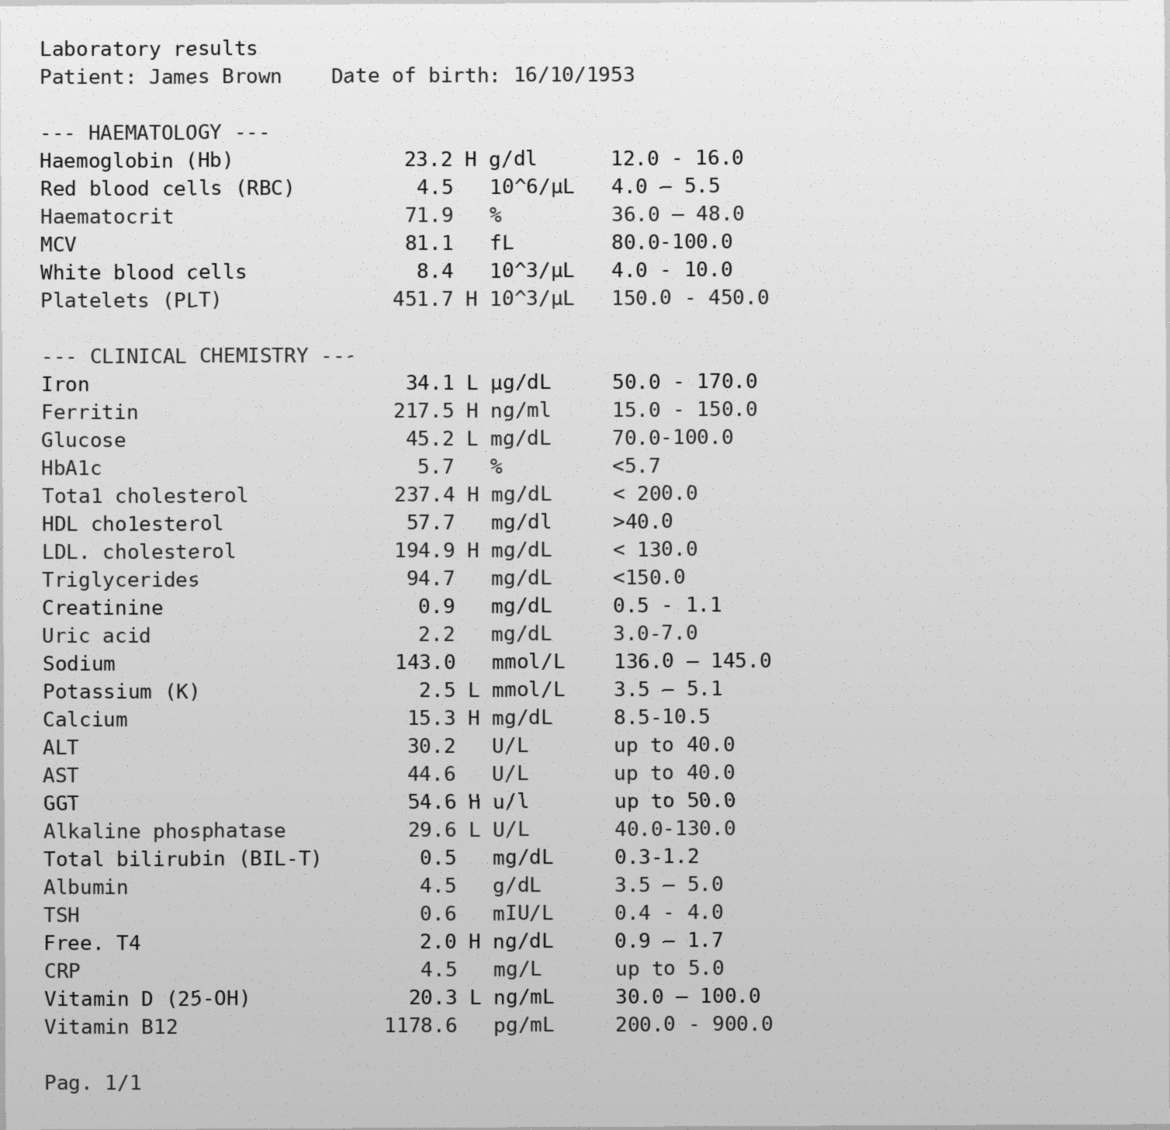 Laboratory results
Patient: James Brown    Date of birth: 16/10/1953
--- HAEMATOLOGY ---
Haemoglobin (Hb)    23.2 H g/dl    12.0 - 16.0
Red blood cells (RBC)    4.5    10^6/µL    4.0 – 5.5
Haematocrit    71.9    %    36.0 – 48.0
MCV    81.1    fL    80.0-100.0
White blood cells    8.4    10^3/µL    4.0 - 10.0
Platelets (PLT)    451.7 H 10^3/µL    150.0 - 450.0
--- CLINICAL CHEMISTRY ---
Iron    34.1 L µg/dL    50.0 - 170.0
Ferritin    217.5 H ng/ml    15.0 - 150.0
Glucose    45.2 L mg/dL    70.0-100.0
HbA1c    5.7    %    <5.7
Tota1 cholesterol    237.4 H mg/dL    < 200.0
HDL cho1esterol    57.7    mg/dl    >40.0
LDL. cholesterol    194.9 H mg/dL    < 130.0
Triglycerides    94.7    mg/dL    <150.0
Creatinine    0.9    mg/dL    0.5 - 1.1
Uric acid    2.2    mg/dL    3.0-7.0
Sodium    143.0    mmol/L    136.0 – 145.0
Potassium (K)    2.5 L mmol/L    3.5 – 5.1
Calcium    15.3 H mg/dL    8.5-10.5
ALT    30.2    U/L    up to 40.0
AST    44.6    U/L    up to 40.0
GGT    54.6 H u/l    up to 50.0
Alkaline phosphatase    29.6 L U/L    40.0-130.0
Total bilirubin (BIL-T)    0.5    mg/dL    0.3-1.2
Albumin    4.5    g/dL    3.5 – 5.0
TSH    0.6    mIU/L    0.4 - 4.0
Free. T4    2.0 H ng/dL    0.9 – 1.7
CRP    4.5    mg/L    up to 5.0
Vitamin D (25-OH)    20.3 L ng/mL    30.0 – 100.0
Vitamin B12    1178.6    pg/mL    200.0 - 900.0
Pag. 1/1